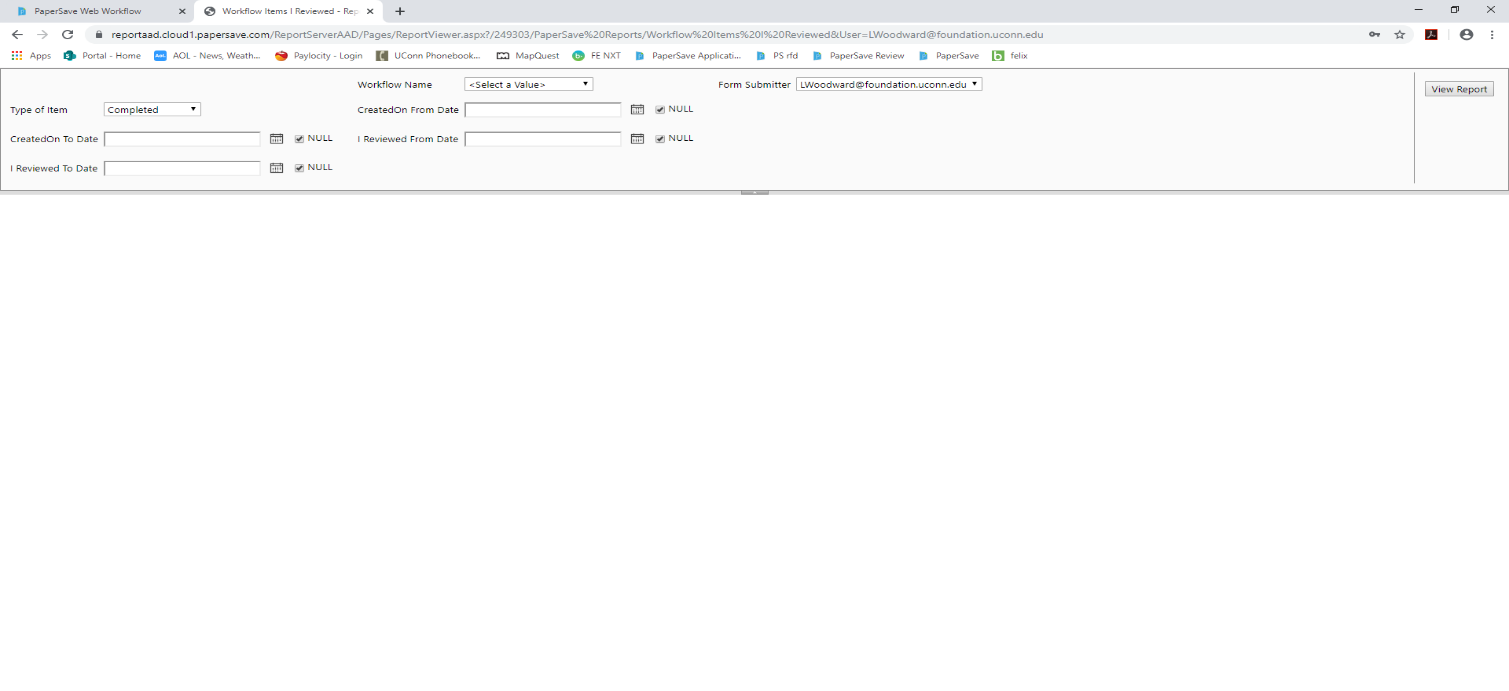 PaperSave Web Workflow
Workflow Items I Reviewed - Rep
reportaad.cloud1.papersave.com/ReportServerAAD/Pages/ReportViewer.aspx?/249303/PaperSave%20Reports/Workflow%20Items%20I%20Reviewed&User=LWoodward@foundation.uconn.edu
Apps Portal - Home AOL - News, Weath... Paylocity - Login UConn Phonebook... MapQuest FE NXT PaperSave Applicati... PS rfd PaperSave Review PaperSave felix
Workflow Name <Select a Value> Form Submitter LWoodward@foundation.uconn.edu View Report
Type of Item Completed CreatedOn From Date NULL
CreatedOn To Date NULL I Reviewed From Date NULL
I Reviewed To Date NULL